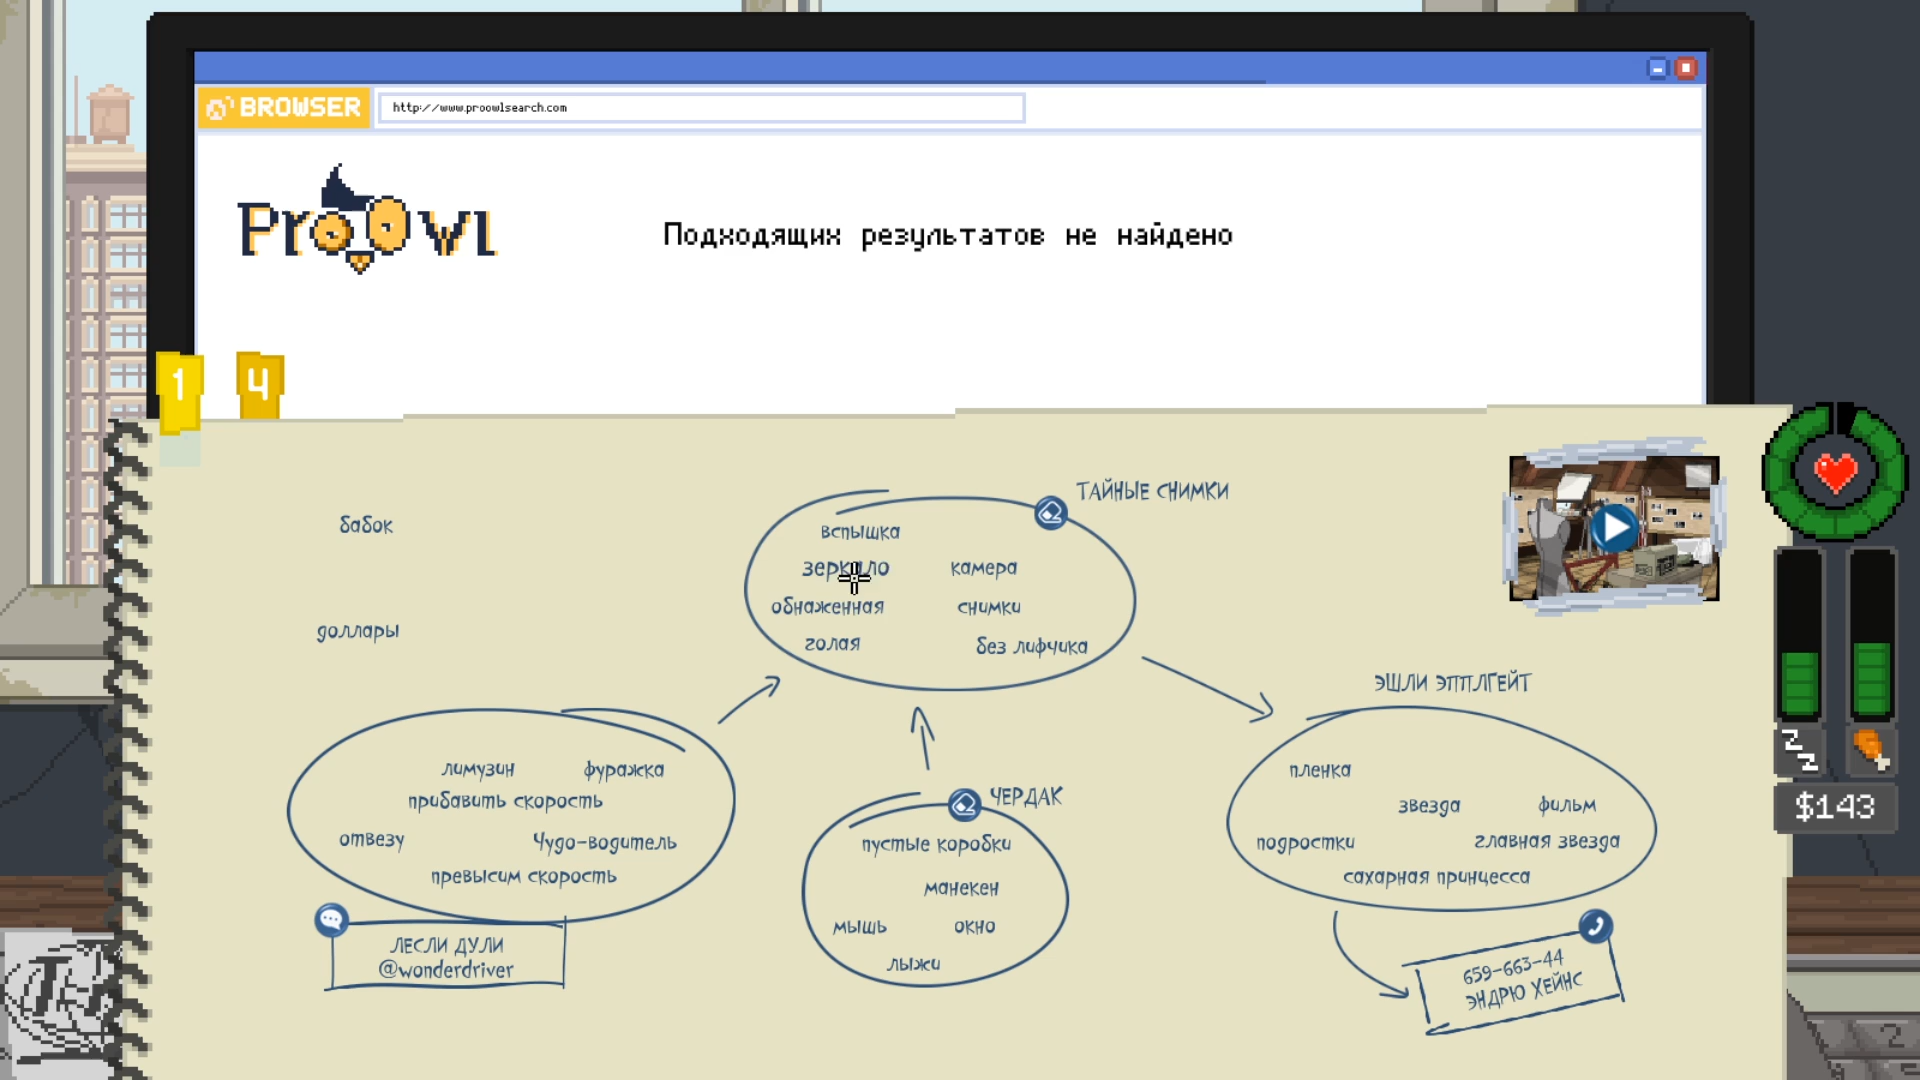 BROWSER
http://www.proowlsearch.com
ProOwl
Подходящих результатов не найдено
1
4
ТАЙНЫЕ СНИМКИ
бабок
вспышка
зеркало
камера
обнаженная
снимки
доллары
голая
без лифчика
ЭШЛИ ЭППЛГЕЙТ
лимузин
фуражка
прибавить скорость
отвезу
Чудо-водитель
превысим скорость
ЛЕСЛИ ДУЛИ
@wonderdriver
ЧЕРДАК
пустые коробки
манекен
мышь
окно
лыжи
пленка
звезда
фильм
подростки
главная звезда
сахарная принцесса
659-663-44
ЭНДРЮ ХЕЙНС
$143
2